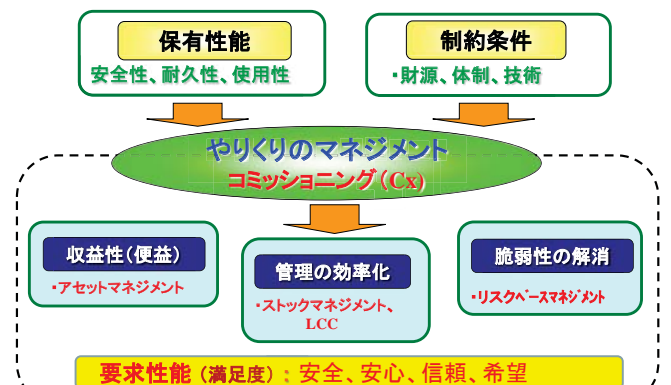 保有性能
安全性、耐久性、使用性
制約条件
・財源、体制、技術
やりくりのマネジメント
コミッショニング（Cx）
収益性（便益）
・アセットマネジメント
管理の効率化
・ストックマネジメント、
LCC
脆弱性の解消
・リスクベースマネジメント
要求性能（満足度）：安全、安心、信頼、希望